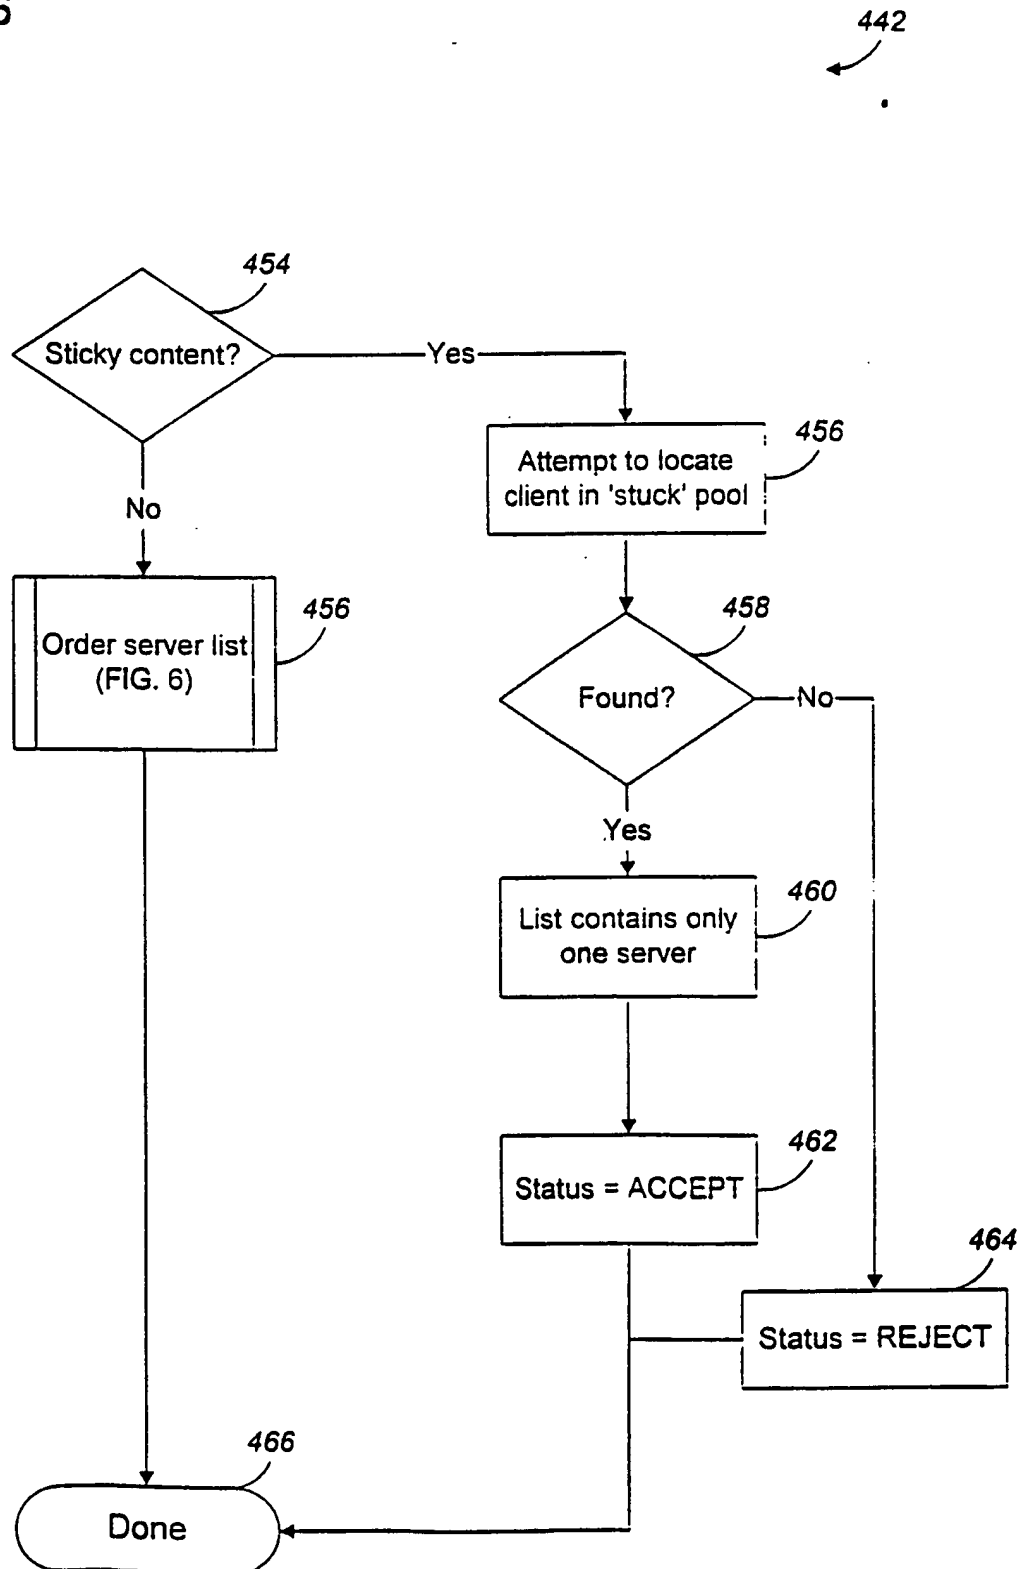 442
454
Sticky content?
Yes
456
Attempt to locate
client in 'stuck' pool
No
458
456
Order server list
(FIG. 6)
Found?
No
Yes
460
List contains only
one server
462
Status = ACCEPT
464
Status = REJECT
466
Done